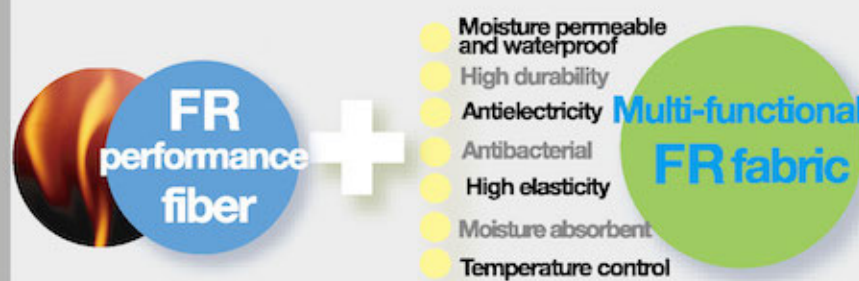 FR
performance
fiber
Moisture permeable
and waterproof
High durability
Antielectricity
Antibacterial
High elasticity
Moisture absorbent
Temperature control
Multi-functional
FR fabric